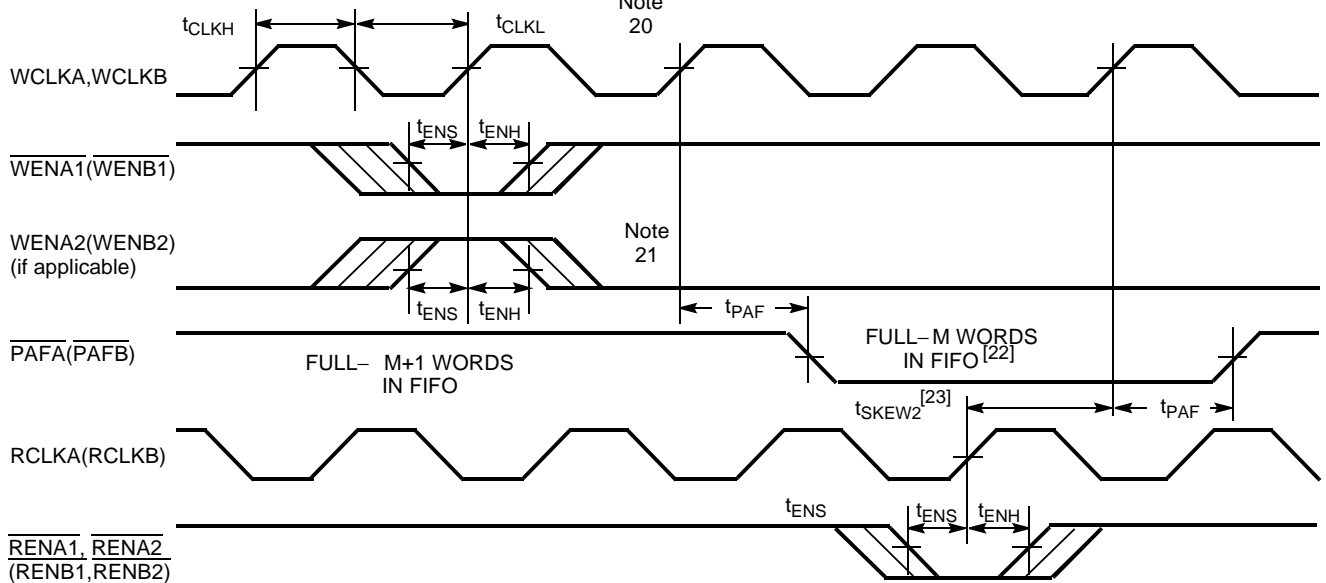 Note
20
tCLKH
tCLKL
WCLKA,WCLKB
tENS tENH
WENA1(WENB1)
WENA2(WENB2)
(if applicable)
Note
21
tENS tENH
tPAF
PAFA(PAFB)
FULL– M+1 WORDS
IN FIFO
FULL–M WORDS
IN FIFO [22]
tSKEW2[23]
tPAF
RCLKA(RCLKB)
tENS
tENS tENH
RENA1, RENA2
(RENB1,RENB2)